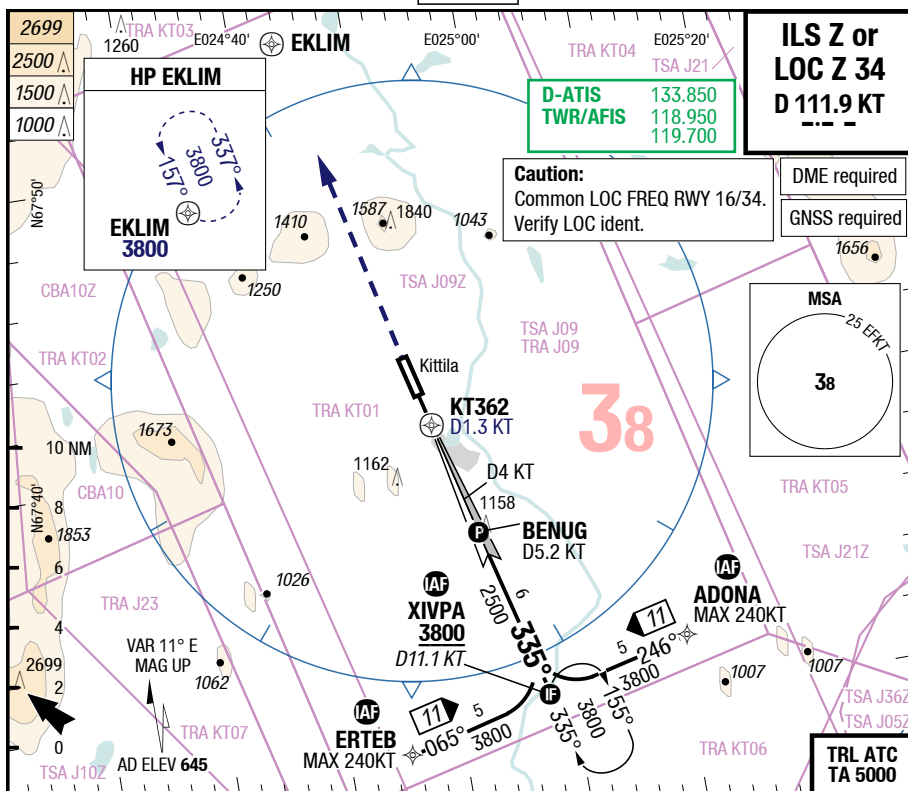 2699
2500
1500
1000
1260
TRA KT03
E024°40'
EKLIM
E025°00'
TRA KT04
E025°20'
TSA J21
ILS Z or
LOC Z 34
D 111.9 KT
HP EKLIM
337°
3800
157°
EKLIM
3800
D-ATIS 133.850
TWR/AFIS 118.950
119.700
Caution:
Common LOC FREQ RWY 16/34.
Verify LOC ident.
DME required
GNSS required
N67°50'
1410
1587
1840
1043
1656
1250
CBA10Z
TSA J09Z
TSA J09
TRA J09
MSA
25 EFKT
38
TRA KT02
Kittila
TRA KT01
KT362
D1.3 KT
38
1673
10 NM
1162
D4 KT
CBA10
1158
TRA KT05
N67°40'
8
BENUG
D5.2 KT
P
1853
TSA J21Z
6
1026
IAF
XIVPA
3800
D11.1 KT
2500
6
335°
IAF
ADONA
MAX 240KT
TRA J23
4
11
5
246°
3800
VAR 11° E
MAG UP
2699
1062
1007
1007
2
IF
155°
3800
335°
TSA J36Z
TSA J05Z
IAF
ERTEB
MAX 240KT
11
5
065°
3800
TRA KT07
0
TRA KT06
AD ELEV 645
TSA J10Z
TRL ATC
TA 5000